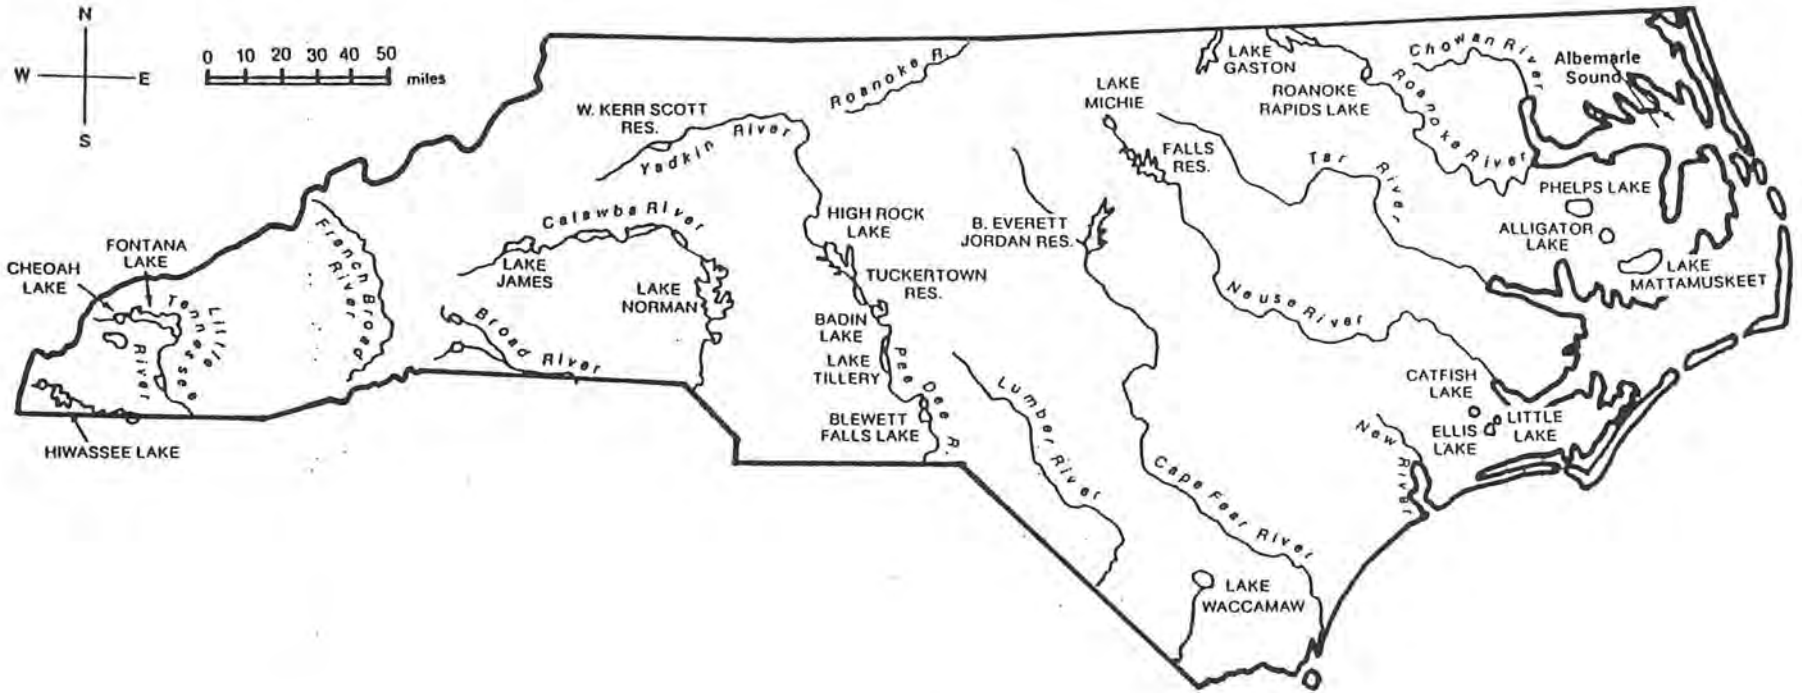 N
W
E
S
0 10 20 30 40 50
miles
Roanoke R.
LAKE
GASTON
ROANOKE
RAPIDS LAKE
Chowan River
Albemarle
Sound
Roanoke River
LAKE
MICHIE
FALLS
RES.
Tar River
W. KERR SCOTT
RES.
Yadkin River
PHELPS LAKE
ALLIGATOR
LAKE
LAKE
MATTAMUSKEET
Catawba River
HIGH ROCK
LAKE
B. EVERETT
JORDAN RES.
TUCKERTOWN
RES.
French Broad
River
FONTANA
LAKE
CHEOAH
LAKE
Little
Tennessee
River
LAKE
JAMES
LAKE
NORMAN
Broad River
BADIN
LAKE
LAKE
TILLERY
Pee Dee R.
BLEWETT
FALLS LAKE
Neuse River
Lumber River
CATFISH
LAKE
ELLIS
LAKE
LITTLE
LAKE
New River
HIWASSEE LAKE
Cape Fear River
LAKE
WACCAMAW